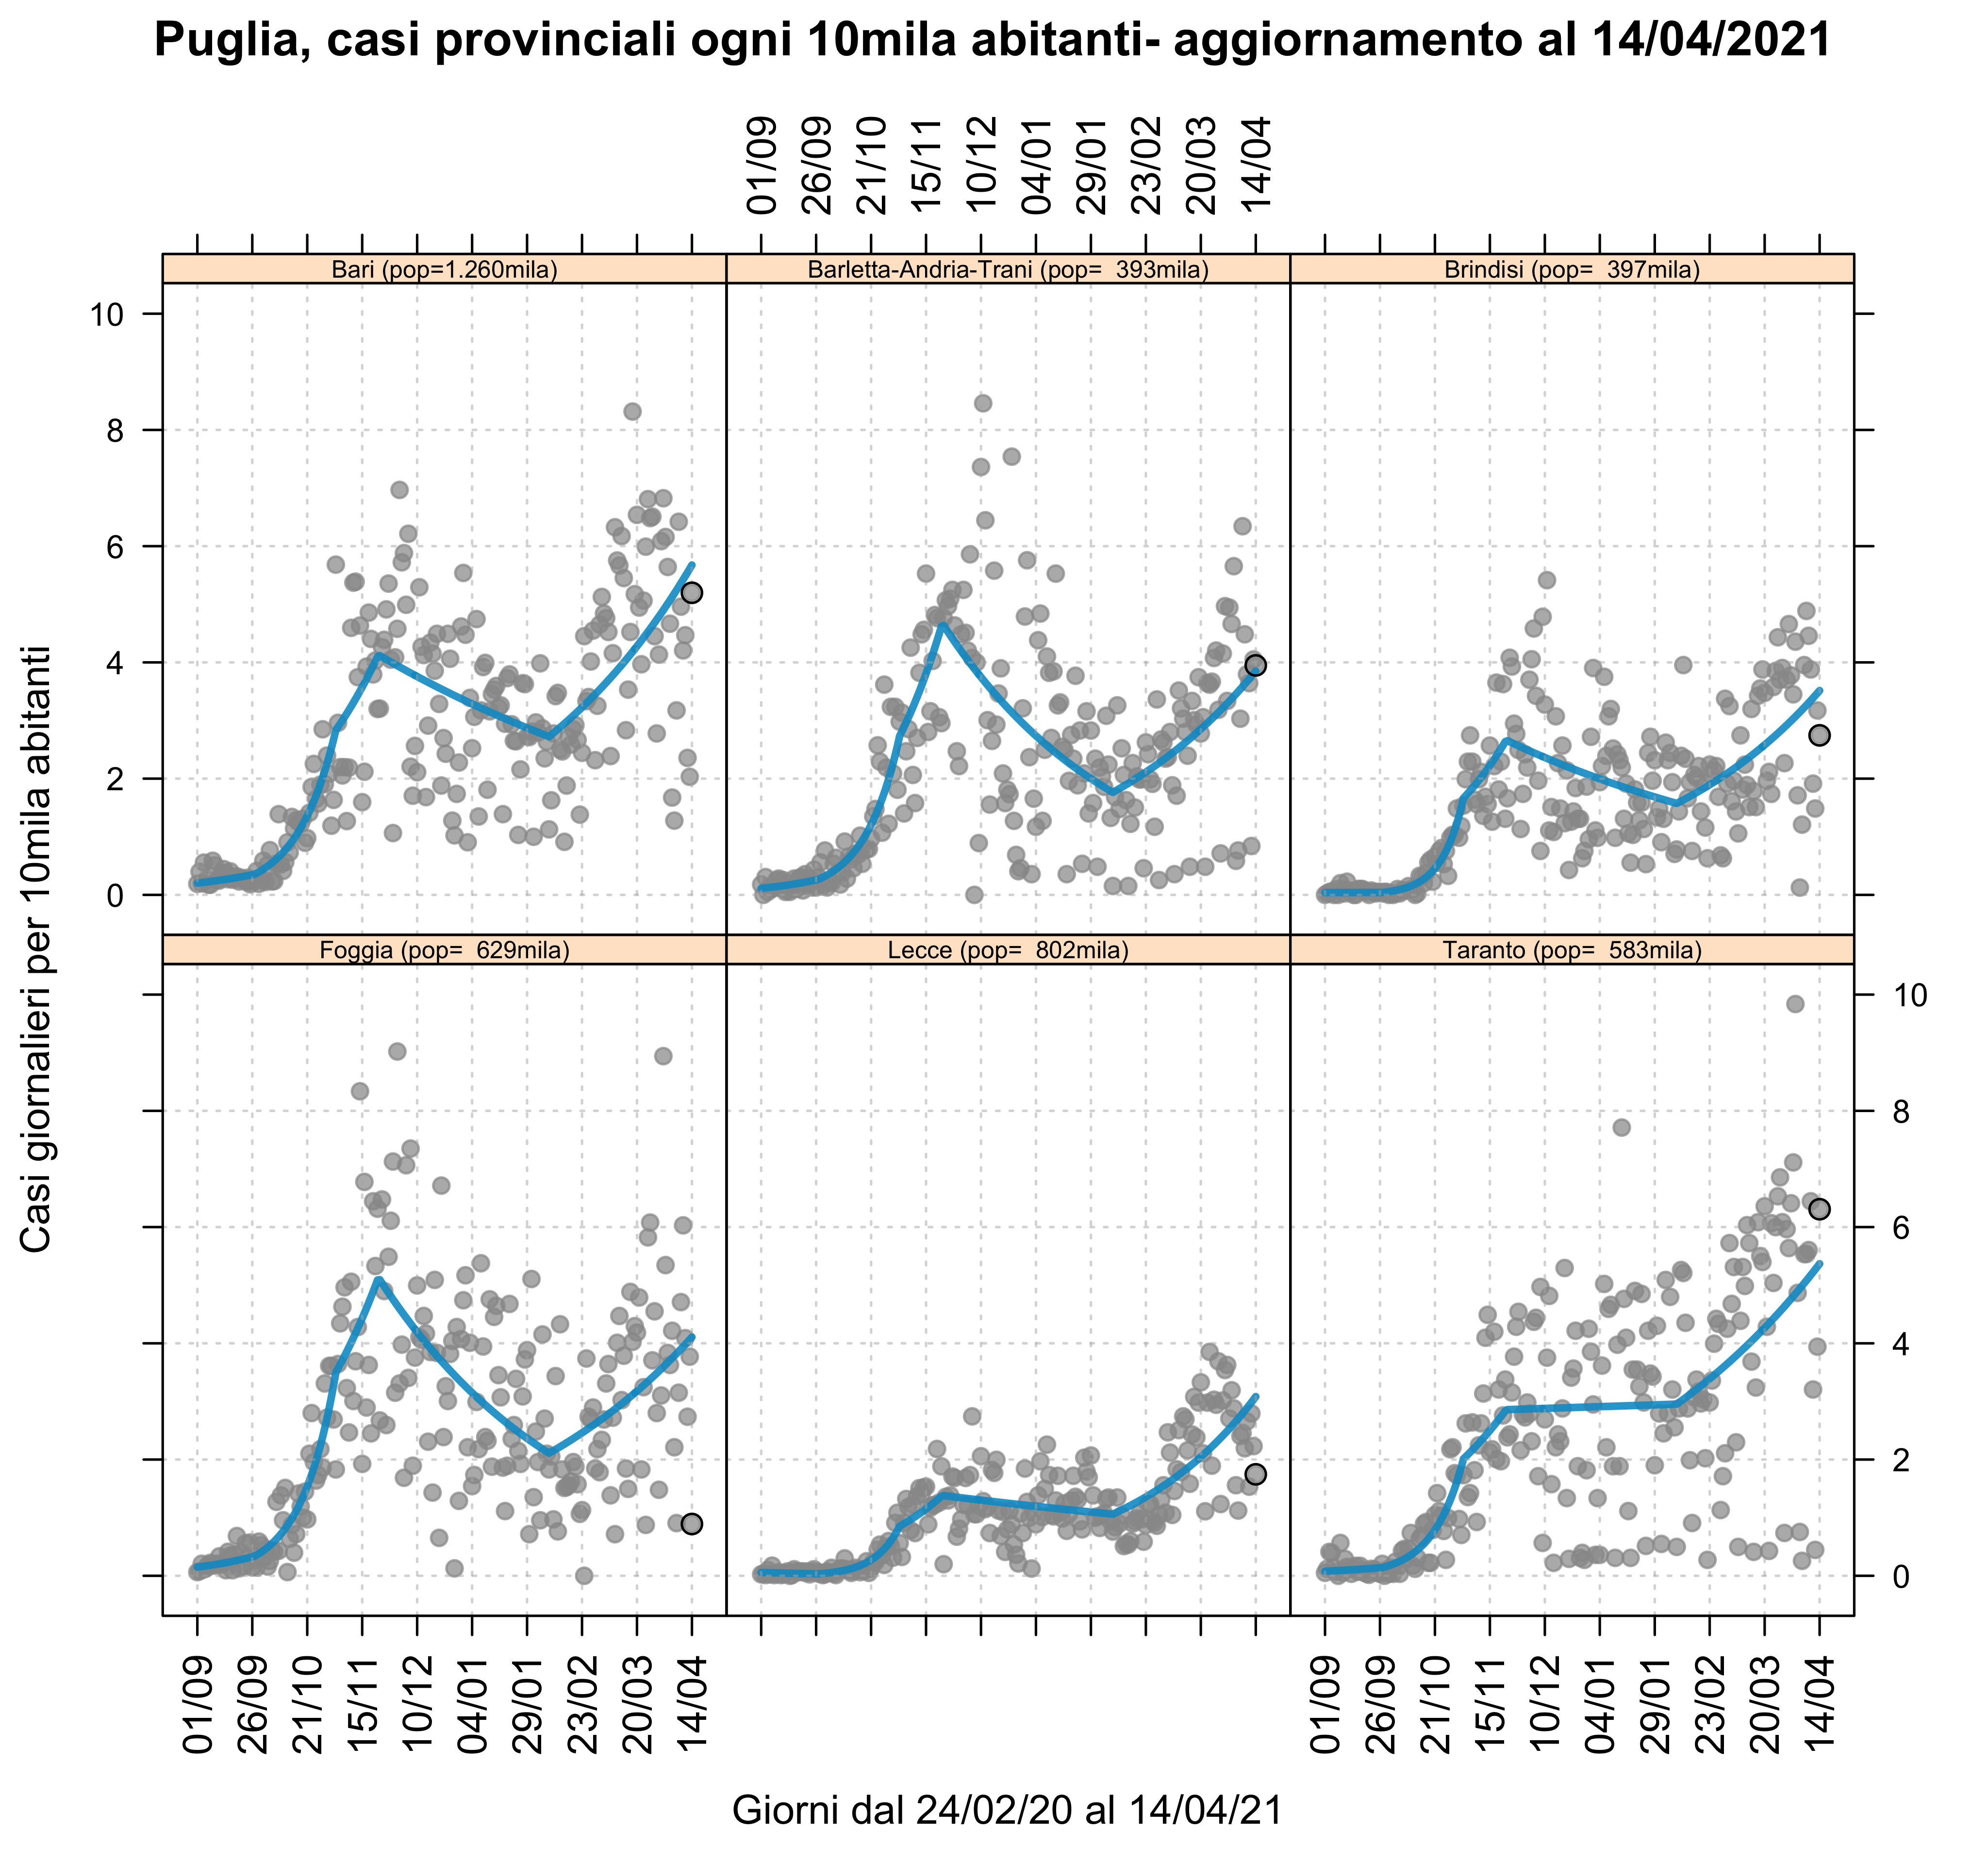 Puglia, casi provinciali ogni 10mila abitanti- aggiornamento al 14/04/2021
01/09 26/09 21/10 15/11 10/12 04/01 29/01 23/02 20/03 14/04
Bari (pop=1.260mila)
Barletta-Andria-Trani (pop=  393mila)
Brindisi (pop=  397mila)
10
8
6
4
2
0
Casi giornalieri per 10mila abitanti
Foggia (pop=  629mila)
Lecce (pop=  802mila)
Taranto (pop=  583mila)
10
8
6
4
2
0
01/09 26/09 21/10 15/11 10/12 04/01 29/01 23/02 20/03 14/04
01/09 26/09 21/10 15/11 10/12 04/01 29/01 23/02 20/03 14/04
Giorni dal 24/02/20 al 14/04/21